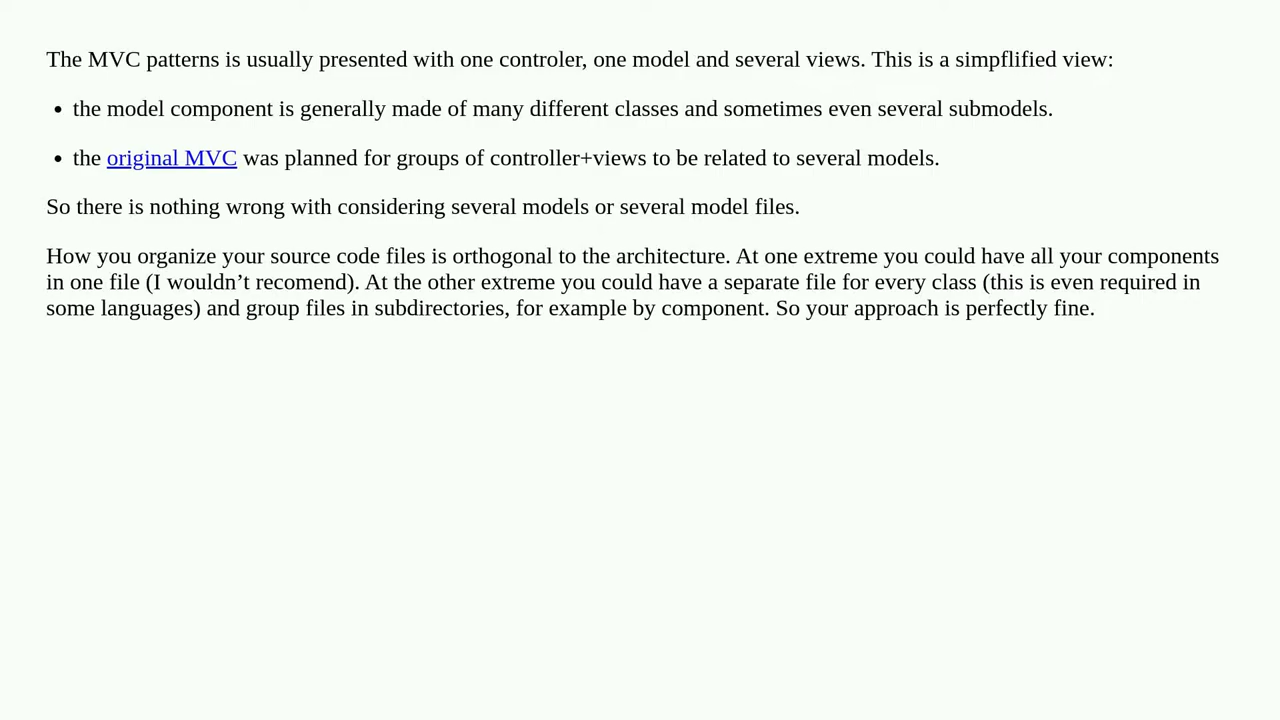 The MVC patterns is usually presented with one controler, one model and several views. This is a simpflified view:
• the model component is generally made of many different classes and sometimes even several submodels.
• the original MVC was planned for groups of controller+views to be related to several models.
So there is nothing wrong with considering several models or several model files.
How you organize your source code files is orthogonal to the architecture. At one extreme you could have all your components
in one file (I wouldn’t recomend). At the other extreme you could have a separate file for every class (this is even required in
some languages) and group files in subdirectories, for example by component. So your approach is perfectly fine.